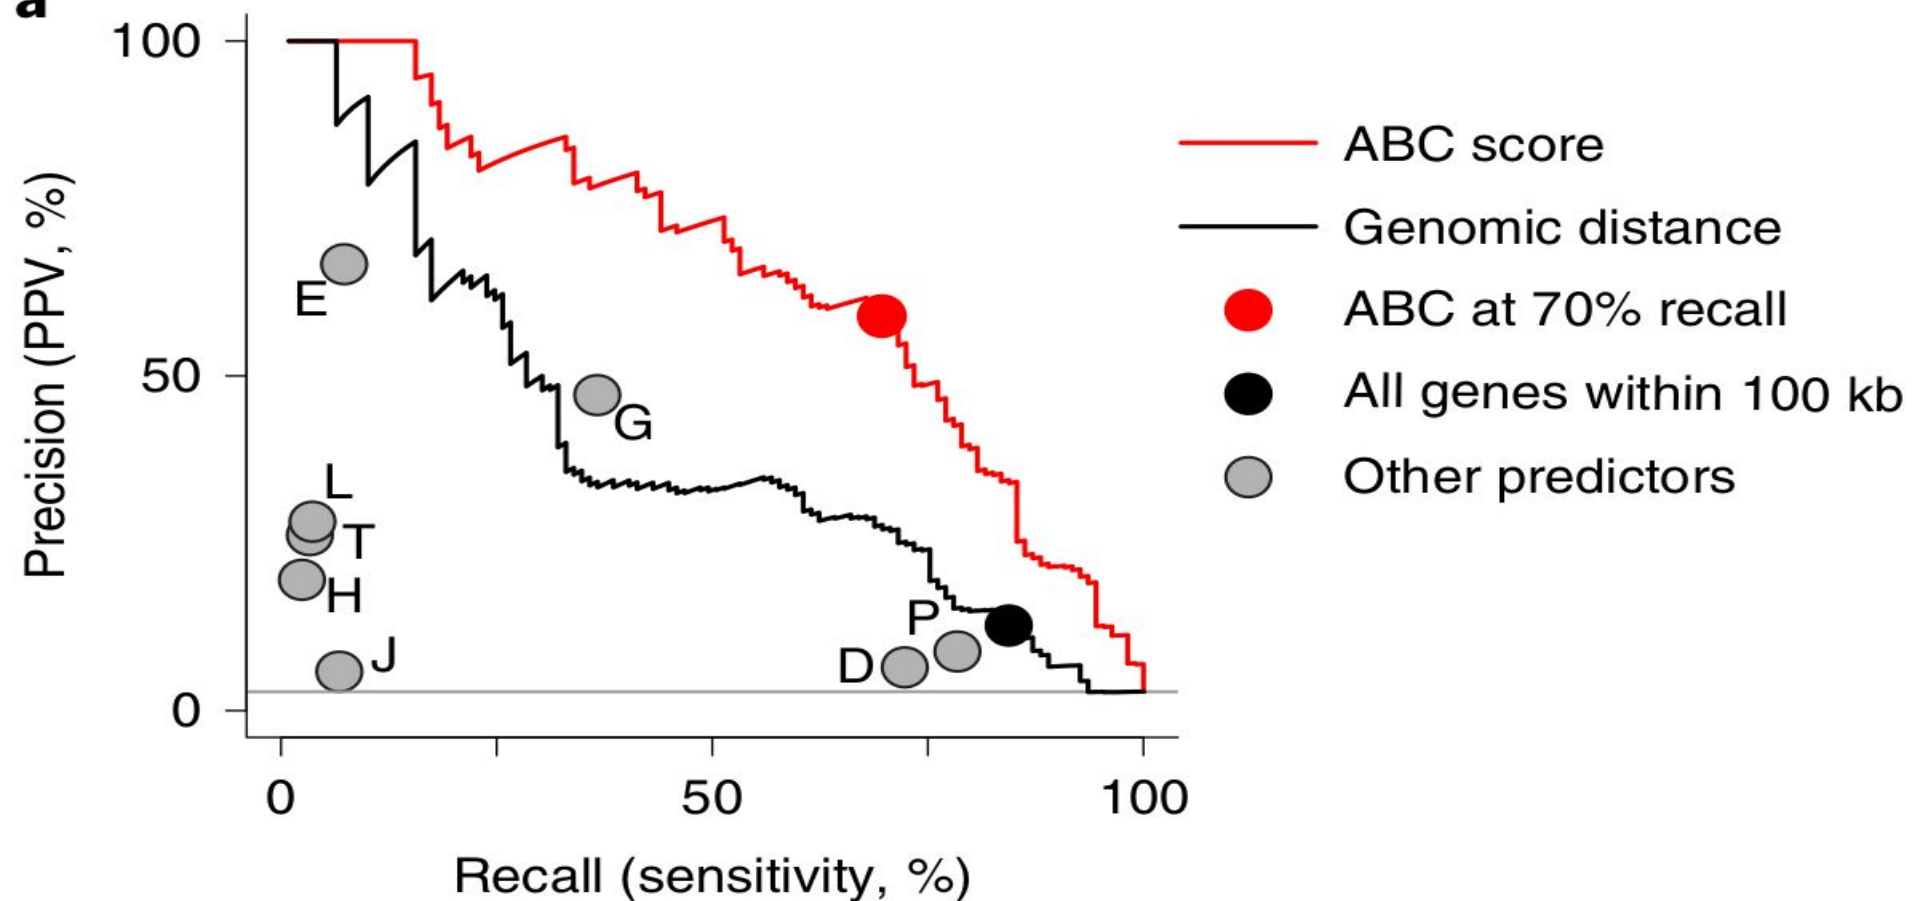 a
100
50
0
Precision (PPV, %)
E
G
L
T
H
J
P
D
0
50
100
Recall (sensitivity, %)
ABC score
Genomic distance
ABC at 70% recall
All genes within 100 kb
Other predictors